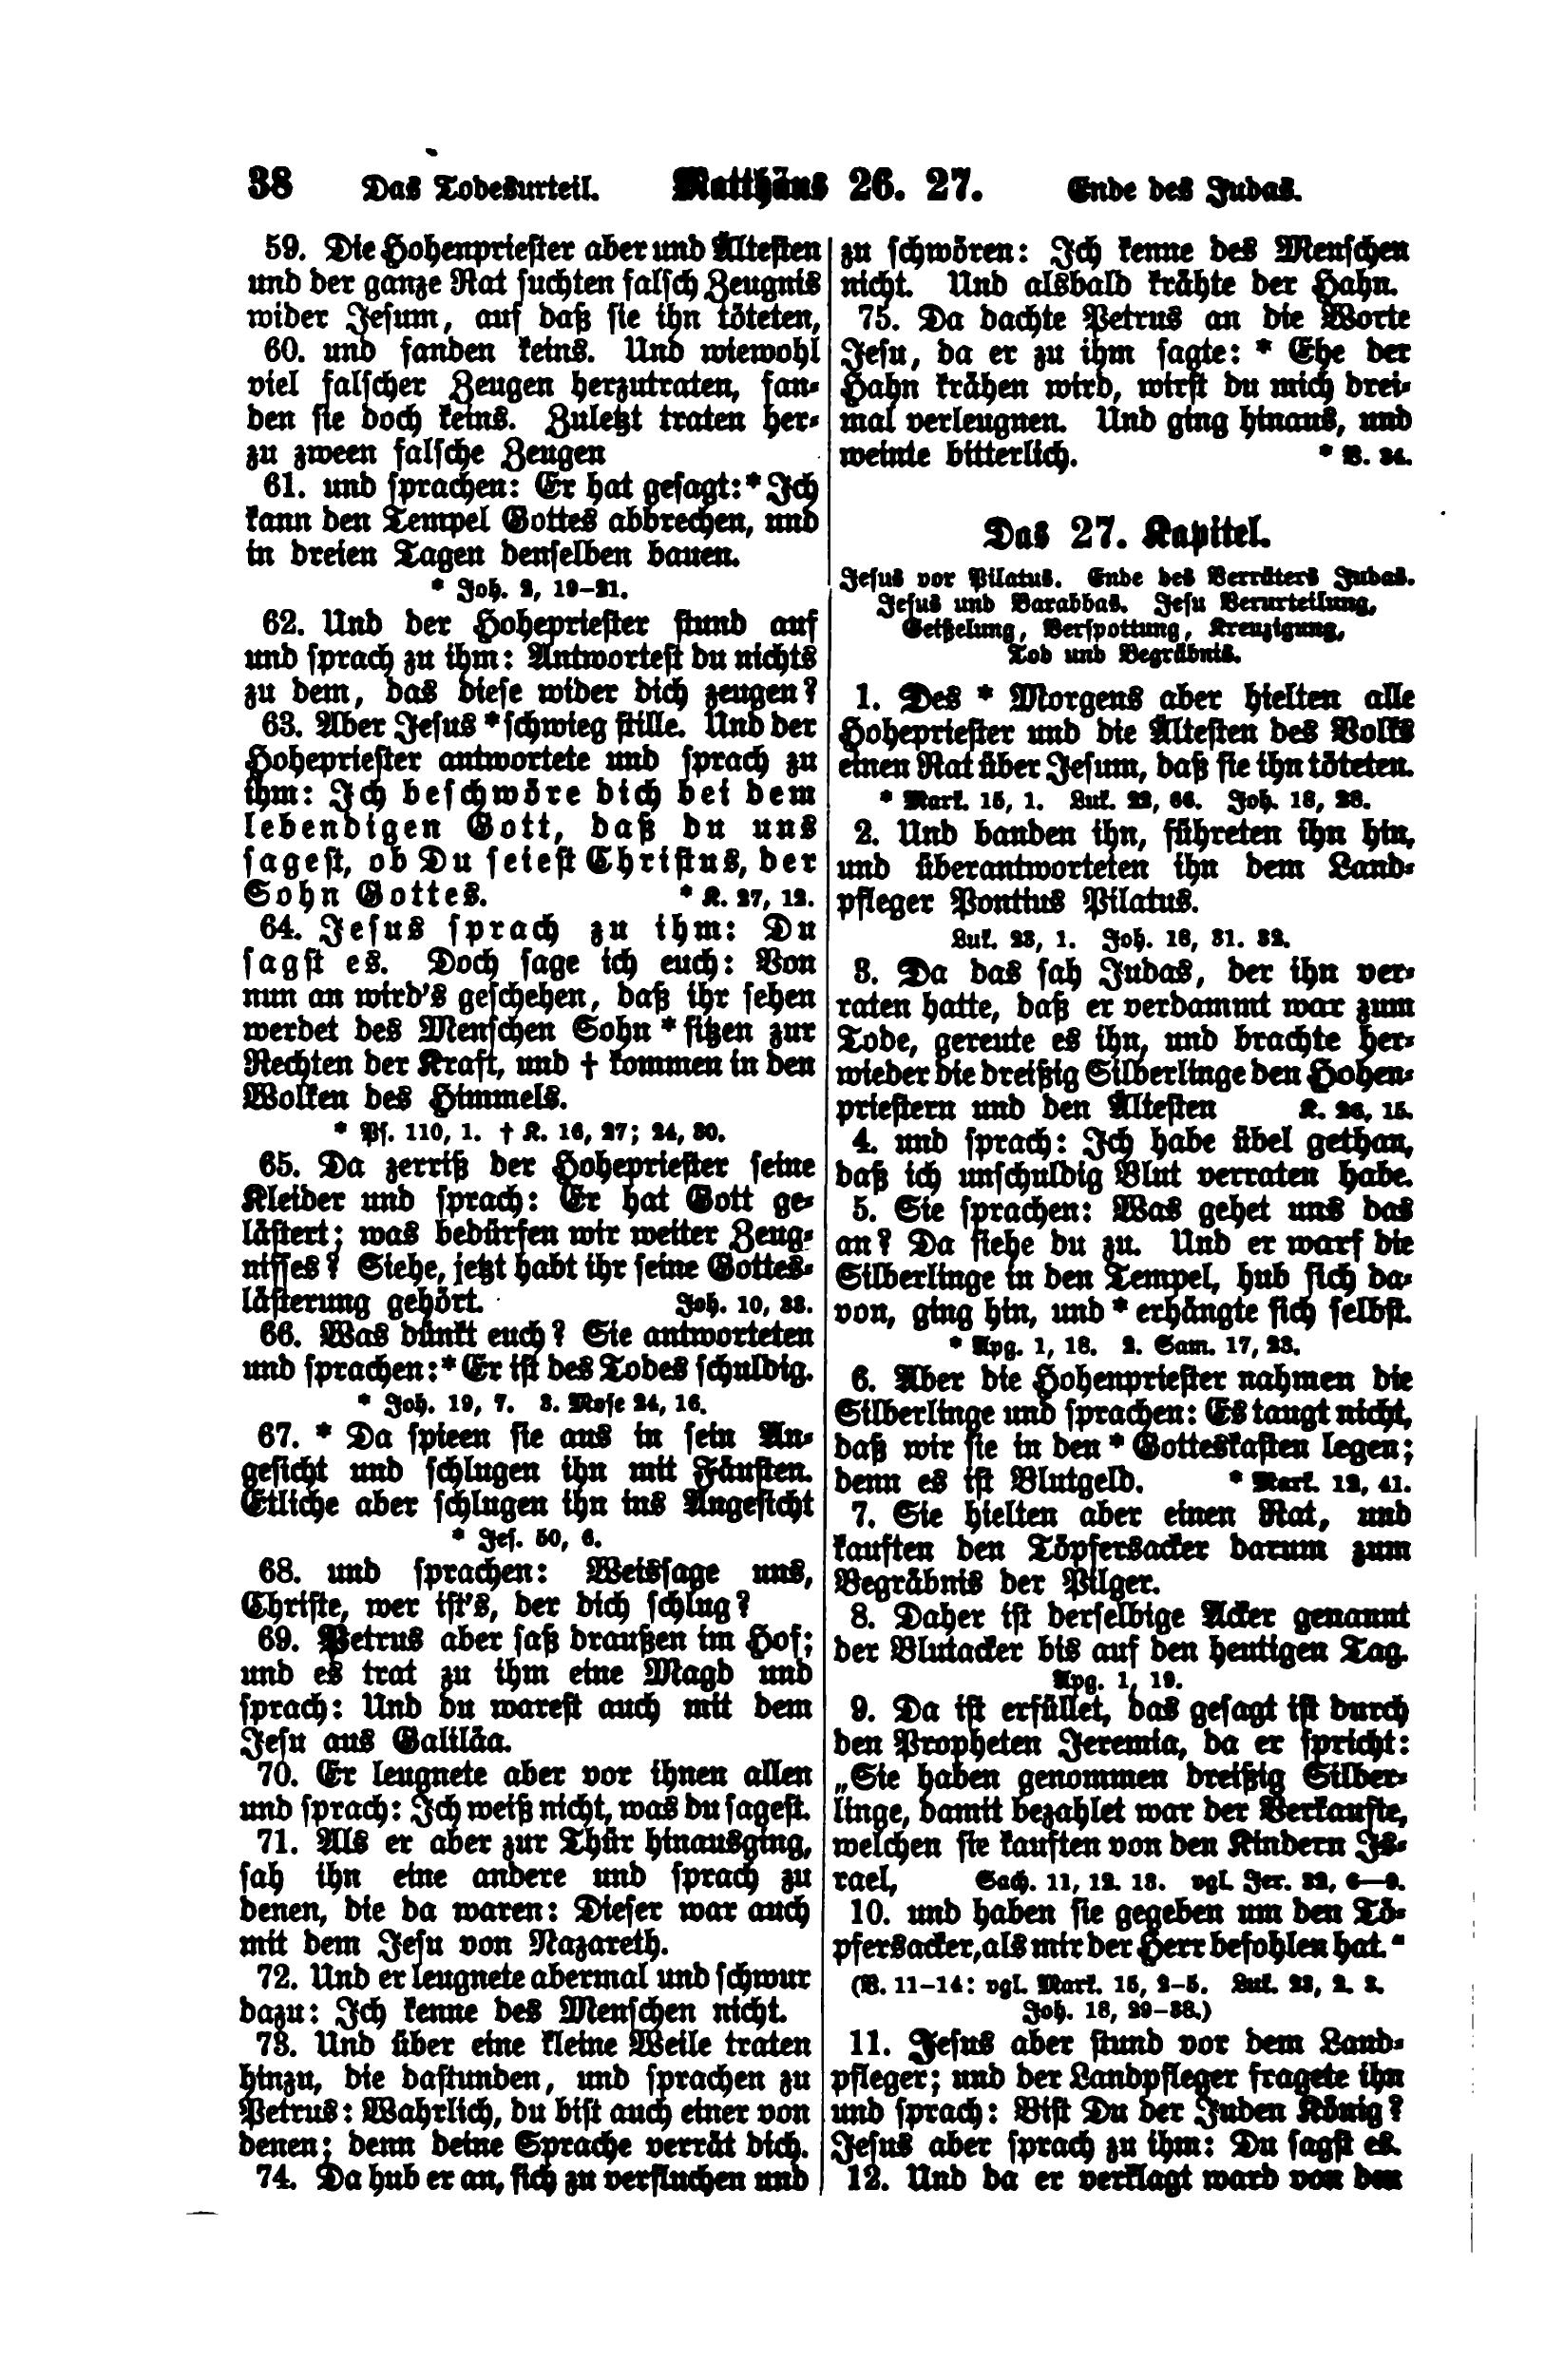 38 Das Todesurteil. Matthäus 26. 27. Ende des Judas.
59. Die Hohenpriester aber und Ältesten
und der ganze Rat suchten falsch Zeugnis
wider Jesum, auf daß sie ihn töteten,
60. und fanden keins. Und wiewohl
viel falscher Zeugen herzutraten, fan-
den sie doch keins. Zuletzt traten her-
zu zween falsche Zeugen
61. und sprachen: Er hat gesagt:* Ich
kann den Tempel Gottes abbrechen, und
in dreien Tagen denselben bauen.
* Joh. 2, 19-21.
62. Und der Hohepriester stund auf
und sprach zu ihm: Antwortest du nichts
zu dem, das diese wider dich zeugen?
63. Aber Jesus *schwieg stille. Und der
Hohepriester antwortete und sprach zu
ihm: Ich beschwöre dich bei dem
lebendigen Gott, daß du uns
sagest, ob Du seiest Christus, der
Sohn Gottes. * K. 27, 12.
64. Jesus sprach zu ihm: Du
sagst es. Doch sage ich euch: Von
nun an wird's geschehen, daß ihr sehen
werdet des Menschen Sohn * sitzen zur
Rechten der Kraft, und † kommen in den
Wolken des Himmels.
* Ps. 110, 1. † K. 16, 27; 24, 30.
65. Da zerriß der Hohepriester seine
Kleider und sprach: Er hat Gott ge-
lästert; was bedürfen wir weiter Zeug-
nisses? Siehe, jetzt habt ihr seine Gottes-
lästerung gehört. Joh. 10, 33.
66. Was dünkt euch? Sie antworteten
und sprachen:* Er ist des Todes schuldig.
* Joh. 19, 7. 3. Mose 24, 16.
67. * Da spieen sie aus in sein An-
gesicht und schlugen ihn mit Fäusten.
Etliche aber schlugen ihn ins Angesicht
* Jes. 50, 6.
68. und sprachen: Weissage uns,
Christe, wer ist's, der dich schlug?
69. Petrus aber saß draußen im Hof;
und es trat zu ihm eine Magd und
sprach: Und du warest auch mit dem
Jesu aus Galiläa.
70. Er leugnete aber vor ihnen allen
und sprach: Ich weiß nicht, was du sagest.
71. Als er aber zur Thür hinausging,
sah ihn eine andere und sprach zu
denen, die da waren: Dieser war auch
mit dem Jesu von Nazareth.
72. Und er leugnete abermal und schwur
dazu: Ich kenne des Menschen nicht.
73. Und über eine kleine Weile traten
hinzu, die dastunden, und sprachen zu
Petrus: Wahrlich, du bist auch einer von
denen; denn deine Sprache verrät dich.
74. Da hub er an, sich zu verfluchen und
zu schwören: Ich kenne des Menschen
nicht. Und alsbald krähte der Hahn.
75. Da dachte Petrus an die Worte
Jesu, da er zu ihm sagte: * Ehe der
Hahn krähen wird, wirst du mich drei-
mal verleugnen. Und ging hinaus, und
weinte bitterlich. * V. 34.
Das 27. Kapitel.
Jesus vor Pilatus. Ende des Verräters Judas.
Jesus und Barabbas. Jesu Verurteilung,
Geißelung, Verspottung, Kreuzigung,
Tod und Begräbnis.
1. Des * Morgens aber hielten alle
Hohepriester und die Ältesten des Volks
einen Rat über Jesum, daß sie ihn töteten.
* Mark. 15, 1. Luk. 22, 66. Joh. 18, 28.
2. Und banden ihn, führeten ihn hin,
und überantworteten ihn dem Land-
pfleger Pontius Pilatus.
Luk. 23, 1. Joh. 18, 31. 32.
3. Da das sah Judas, der ihn ver-
raten hatte, daß er verdammt war zum
Tode, gereute es ihn, und brachte her-
wieder die dreißig Silberlinge den Hohen-
priestern und den Ältesten K. 26, 15.
4. und sprach: Ich habe übel gethan,
daß ich unschuldig Blut verraten habe.
5. Sie sprachen: Was gehet uns das
an? Da siehe du zu. Und er warf die
Silberlinge in den Tempel, hub sich da-
von, ging hin, und * erhängte sich selbst.
* Apg. 1, 18. 2. Sam. 17, 23.
6. Aber die Hohenpriester nahmen die
Silberlinge und sprachen: Es taugt nicht,
daß wir sie in den * Gotteskasten legen;
denn es ist Blutgeld. * Mark. 12, 41.
7. Sie hielten aber einen Rat, und
kauften den Töpfersacker darum zum
Begräbnis der Pilger.
8. Daher ist derselbige Acker genannt
der Blutacker bis auf den heutigen Tag.
Apg. 1, 19.
9. Da ist erfüllet, das gesagt ist durch
den Propheten Jeremia, da er spricht:
„Sie haben genommen dreißig Silber-
linge, damit bezahlet war der Verkaufte,
welchen sie kauften von den Kindern Is-
rael, Sach. 11, 12. 13. vgl. Jer. 32, 6—9.
10. und haben sie gegeben um den Tö-
pfersacker, als mir der Herr befohlen hat.“
(V. 11-14: vgl. Mark. 15, 2-5. Luk. 23, 2. 3.
Joh. 18, 29-38.)
11. Jesus aber stund vor dem Land-
pfleger; und der Landpfleger fragete ihn
und sprach: Bist Du der Juden König?
Jesus aber sprach zu ihm: Du sagst es.
12. Und da er verklagt ward von den